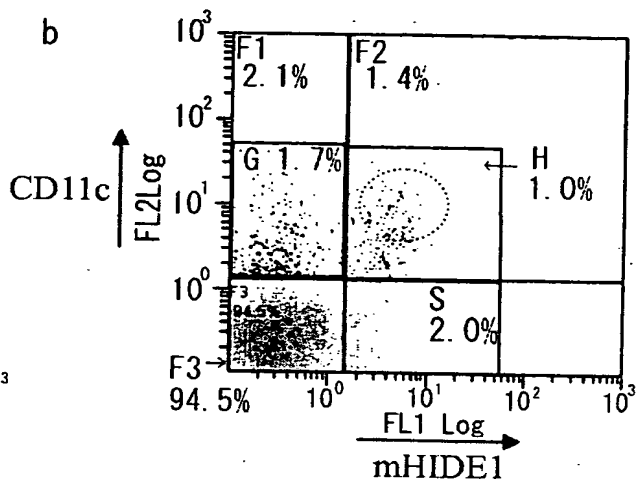 b
10³
F1
2.1%
F2
1.4%
10²
G 1.7%
H
1.0%
CD11c
FL2Log
10¹
10⁰
F3
94.5%
S
2.0%
F3
94.5%
3
10⁰ 10¹ 10² 10³
FL1 Log
mHIDE1